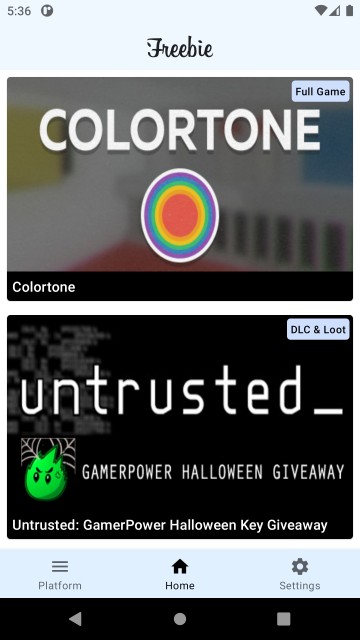 5:36
Freebie
Full Game
COLORTONE
Colortone
DLC & Loot
untrusted_
GAMERPOWER HALLOWEEN GIVEAWAY
Untrusted: GamerPower Halloween Key Giveaway
Platform
Home
Settings